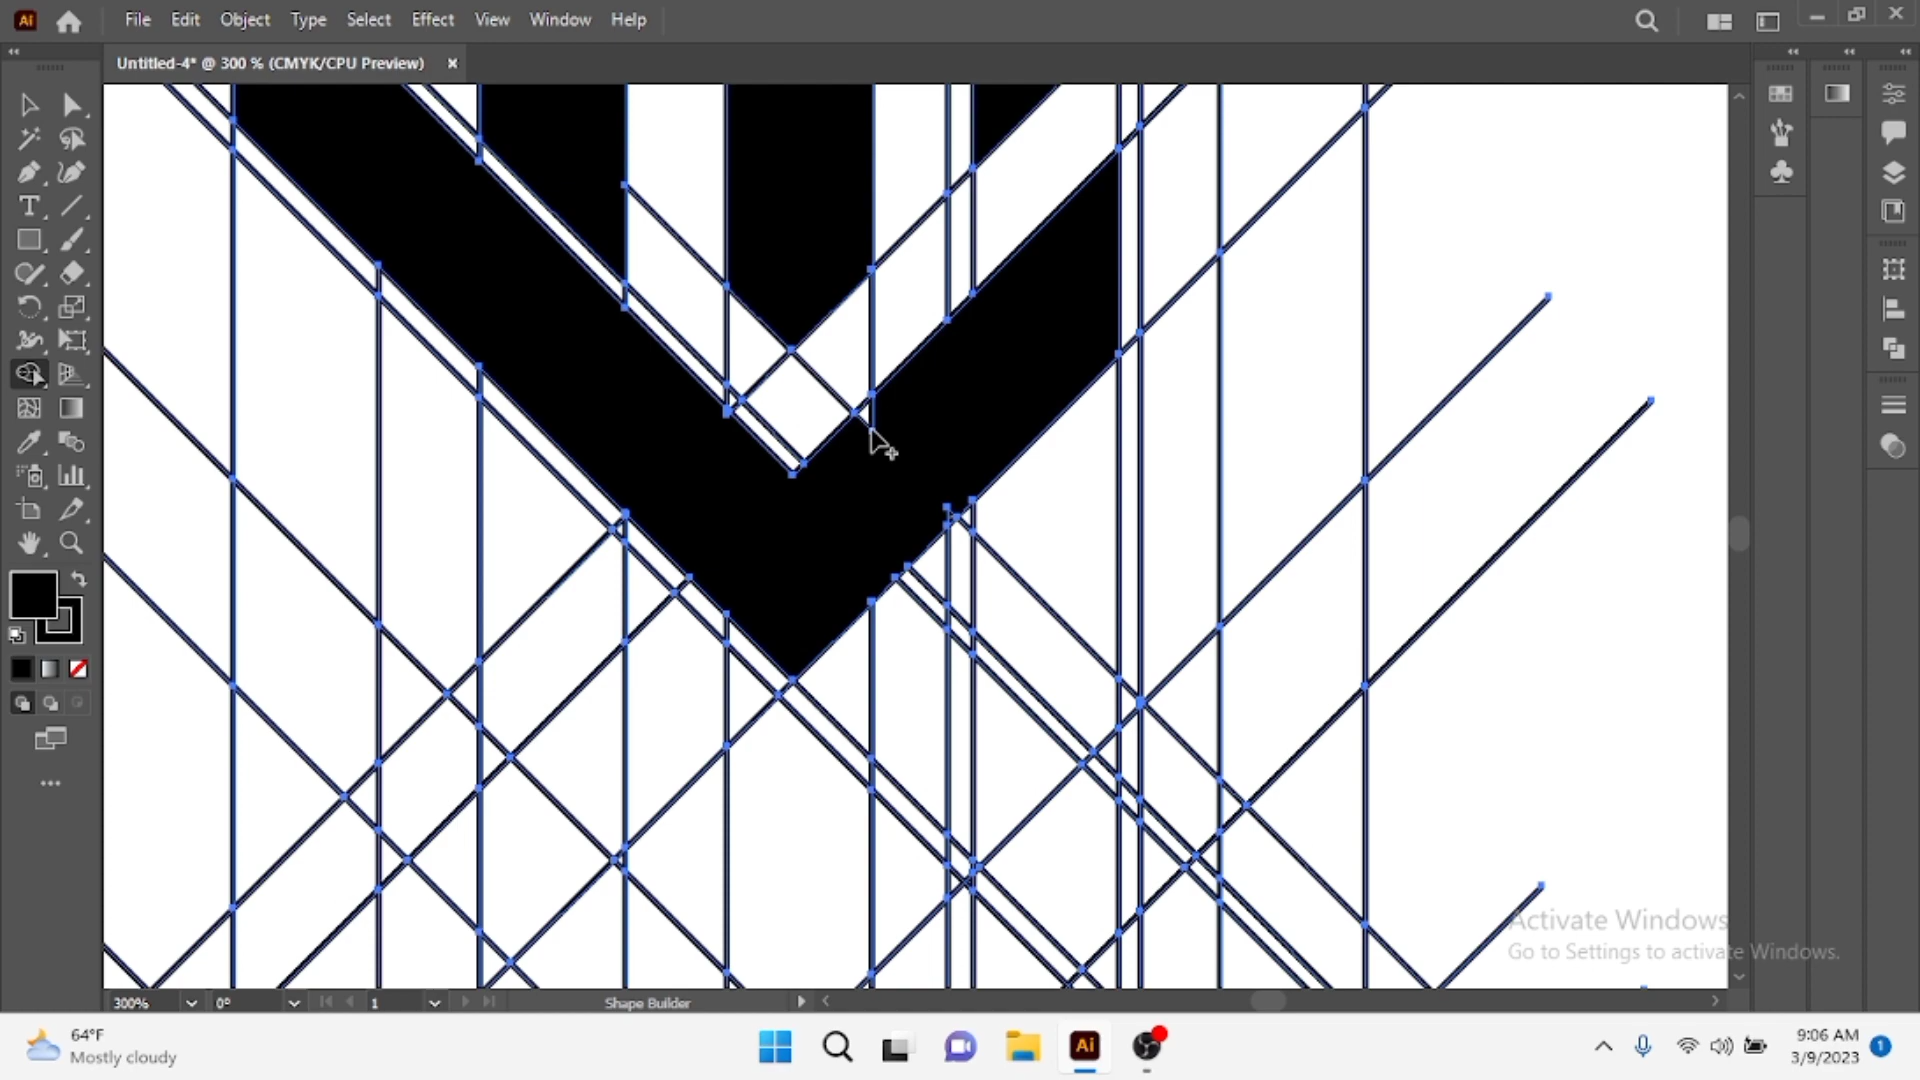 Ai File Edit Object Type Select Effect View Window Help
Untitled-4* @ 300 % (CMYK/CPU Preview)
Activate Windows
Go to Settings to activate Windows.
300% 0° 1 Shape Builder
64°F
Mostly cloudy
Ai
9:06 AM
3/9/2023
1